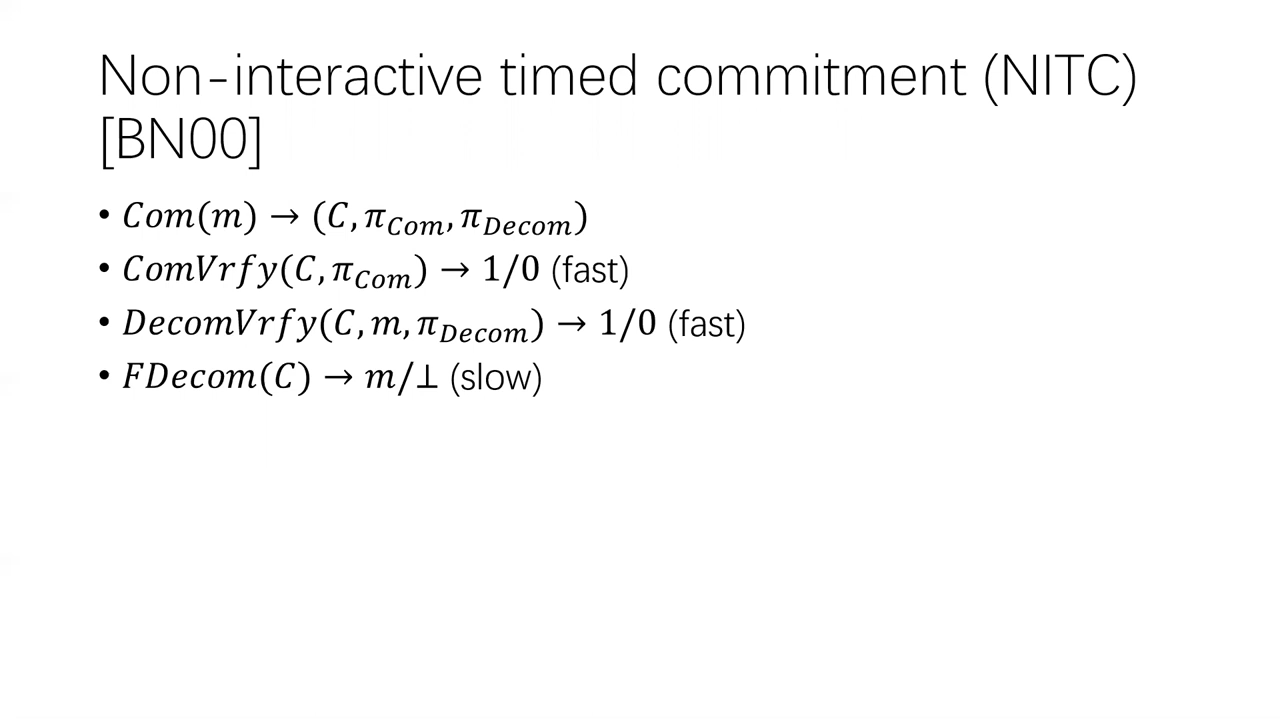 Non-interactive timed commitment (NITC)
[BN00]
• Com(m) → (C, π_Com, π_Decom)
• ComVrfy(C, π_Com) → 1/0 (fast)
• DecomVrfy(C, m, π_Decom) → 1/0 (fast)
• FDecom(C) → m/⊥ (slow)